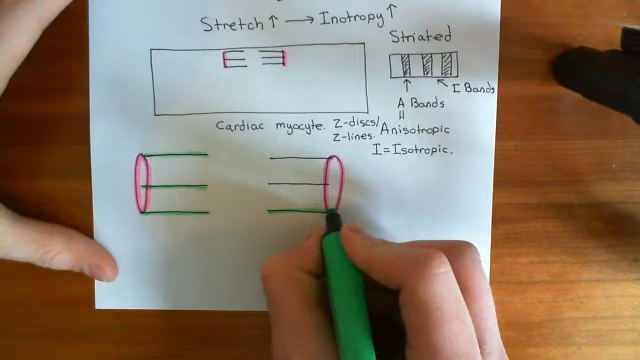 Stretch ↑ → Inotropy ↑
Striated
I Bands
A Bands
=
Cardiac myocyte. Z-discs/ Anisotropic
Z-lines.
I = Isotropic.